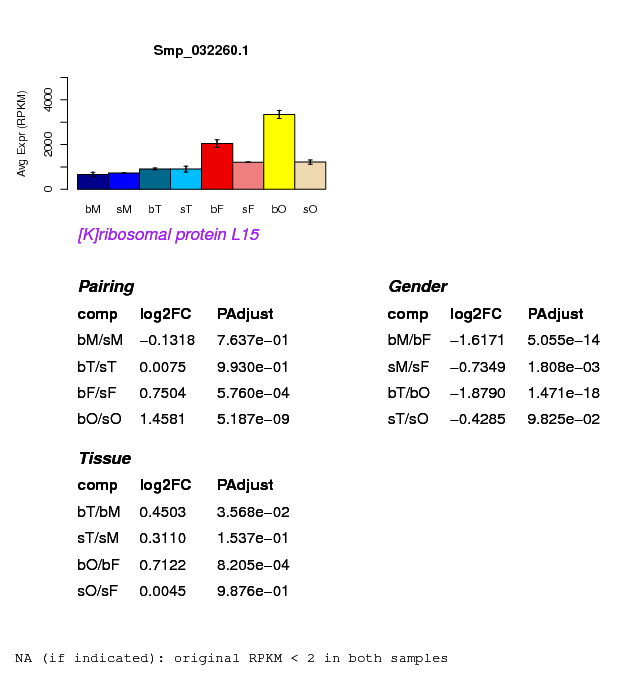 Smp_032260.1
Avg Expr (RPKM)
0 2000 4000
bM sM bT sT bF sF bO sO
[K]ribosomal protein L15
Pairing
comp log2FC PAdjust
bM/sM −0.1318 7.637e−01
bT/sT 0.0075 9.930e−01
bF/sF 0.7504 5.760e−04
bO/sO 1.4581 5.187e−09
Gender
comp log2FC PAdjust
bM/bF −1.6171 5.055e−14
sM/sF −0.7349 1.808e−03
bT/bO −1.8790 1.471e−18
sT/sO −0.4285 9.825e−02
Tissue
comp log2FC PAdjust
bT/bM 0.4503 3.568e−02
sT/sM 0.3110 1.537e−01
bO/bF 0.7122 8.205e−04
sO/sF 0.0045 9.876e−01
NA (if indicated): original RPKM < 2 in both samples